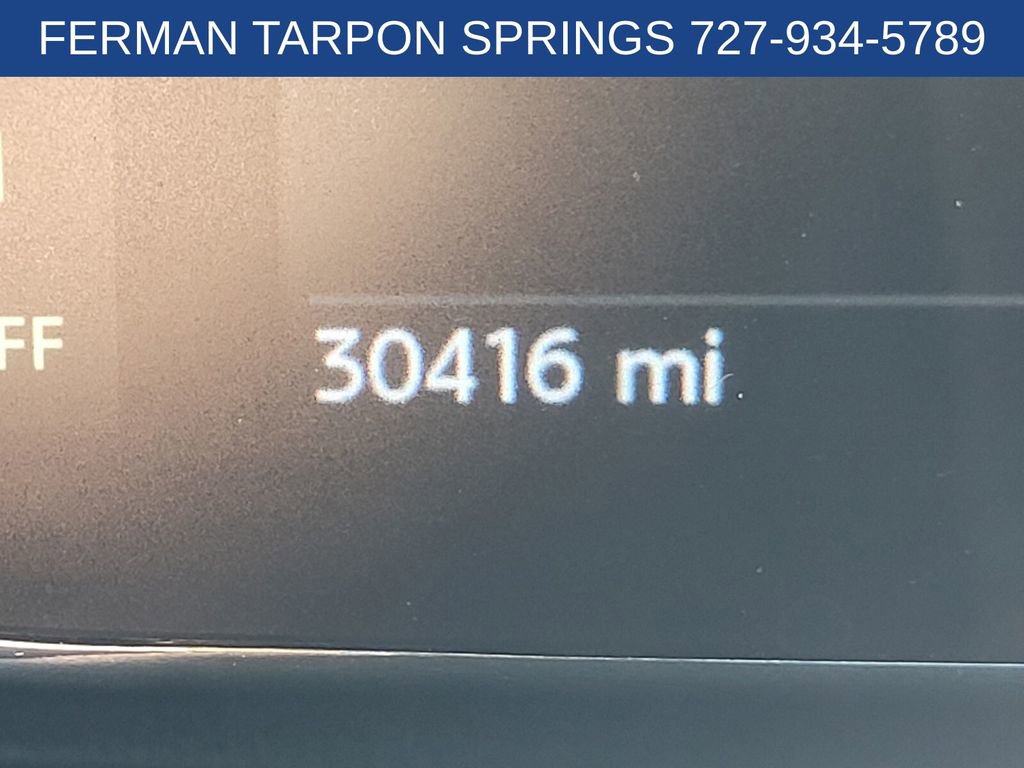 FERMAN TARPON SPRINGS 727-934-5789
FF
30416 mi